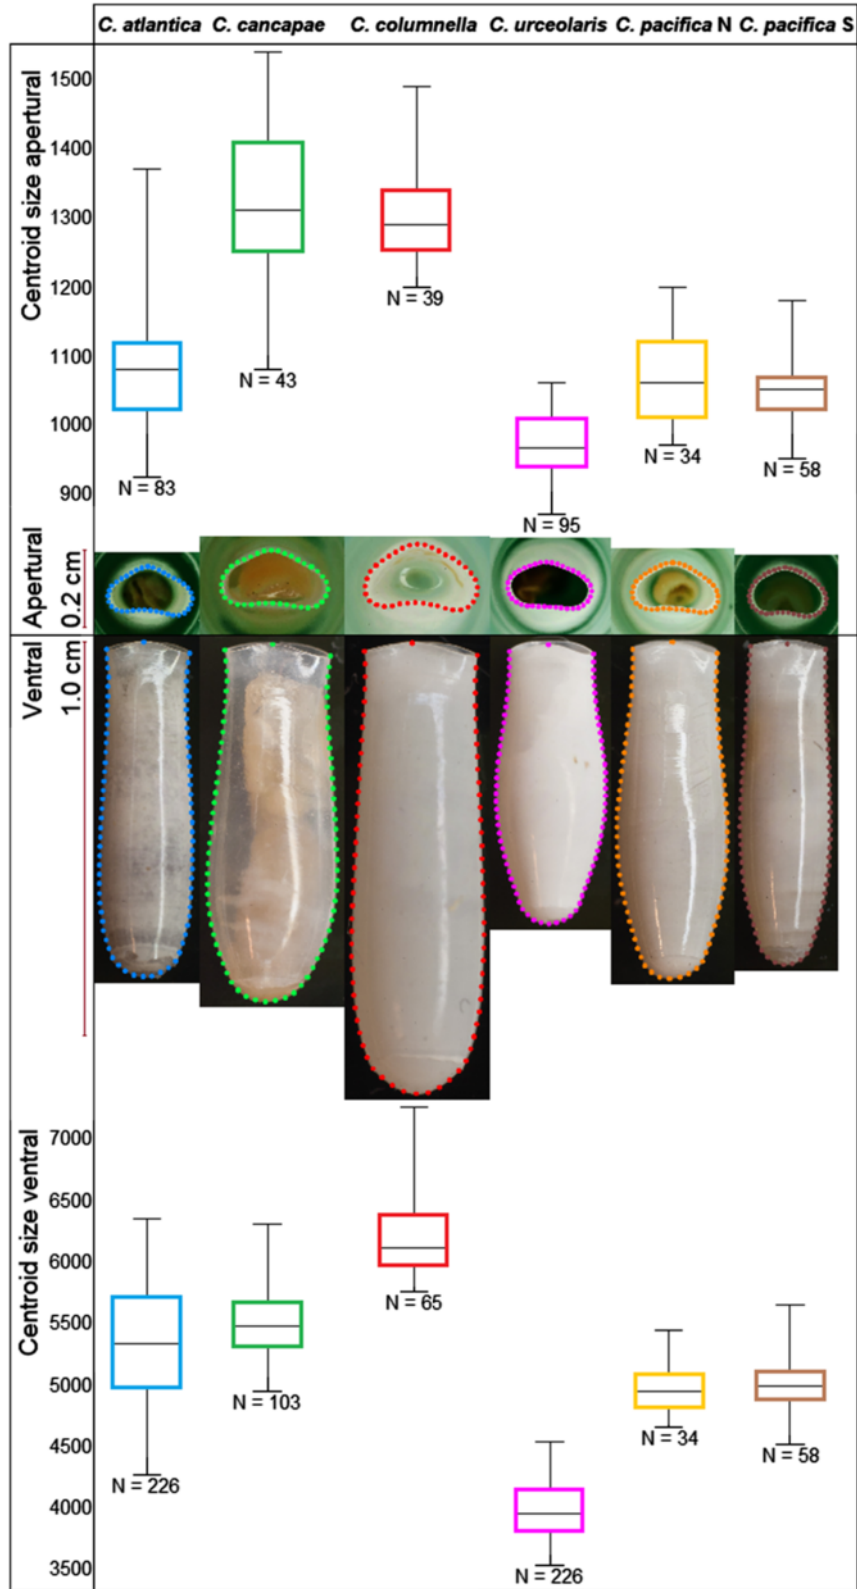 C. atlantica C. cancapae C. columnella C. urceolaris C. pacifica N C. pacifica S
Centroid size apertural
1500
1400
1300
1200
1100
1000
900
N = 83
N = 43
N = 39
N = 95
N = 34
N = 58
Apertural
0.2 cm
Ventral
1.0 cm
Centroid size ventral
7000
6500
6000
5500
5000
4500
4000
3500
N = 226
N = 103
N = 65
N = 226
N = 34
N = 58